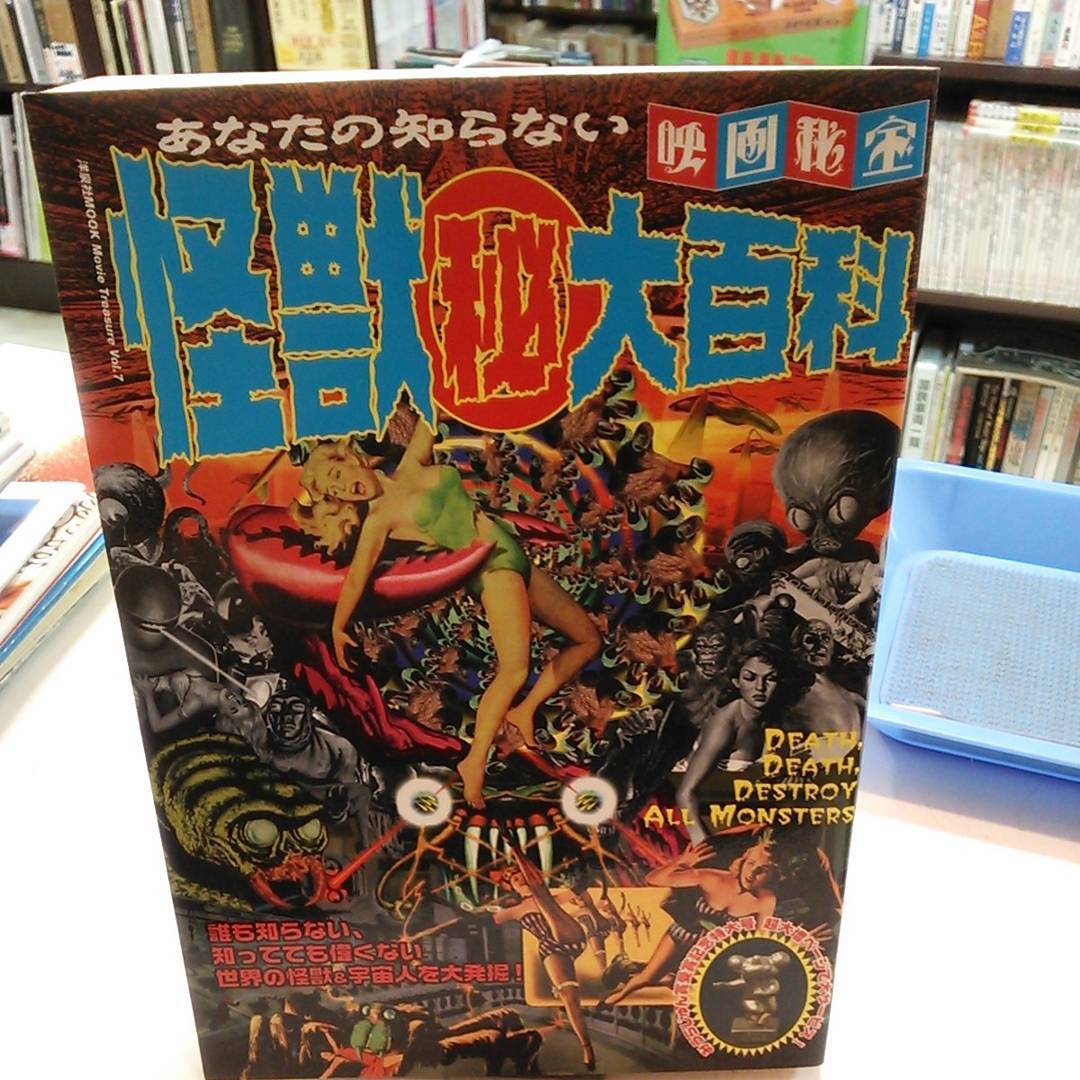 あなたの知らない
映画秘宝
怪獣㊙大百科
洋泉社MOOK Movie Treasure Vol.7
DEATH,
DEATH,
DESTROY
ALL MONSTERS
誰も知らない、
知ってても偉くない
世界の怪獣&宇宙人を大発掘!